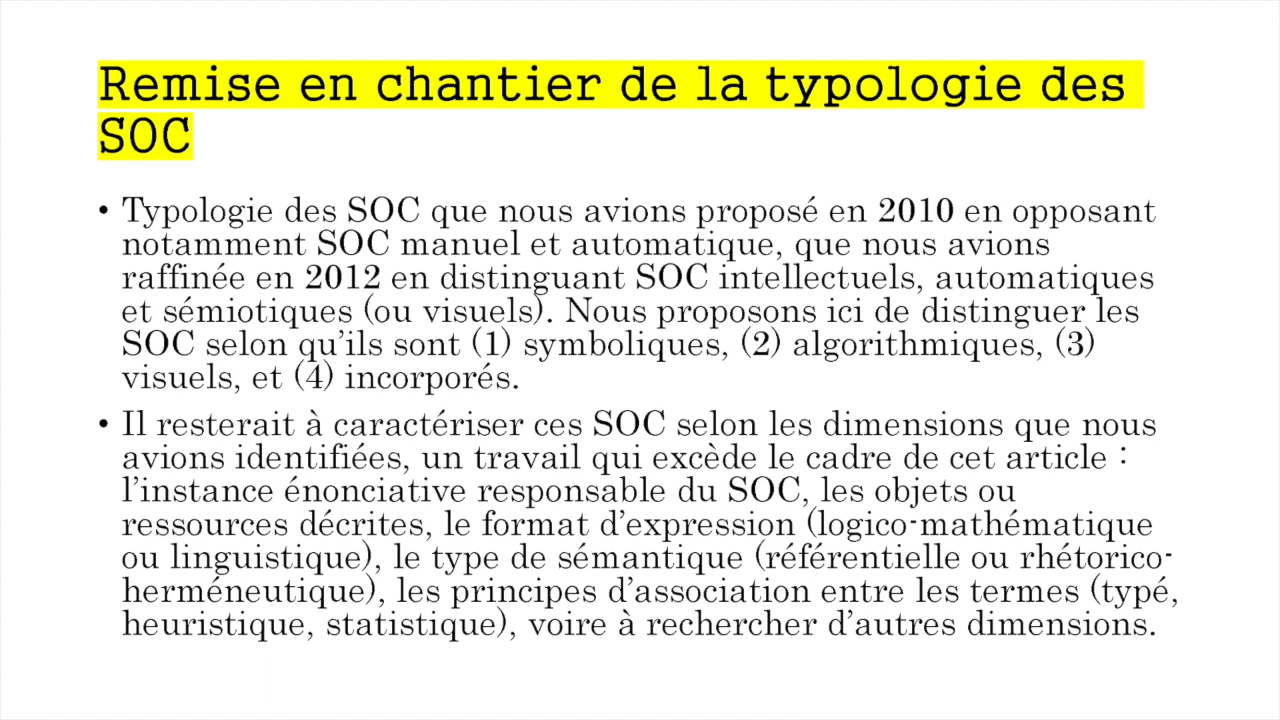 Remise en chantier de la typologie des
SOC
• Typologie des SOC que nous avions proposé en 2010 en opposant
notamment SOC manuel et automatique, que nous avions
raffinée en 2012 en distinguant SOC intellectuels, automatiques
et sémiotiques (ou visuels). Nous proposons ici de distinguer les
SOC selon qu’ils sont (1) symboliques, (2) algorithmiques, (3)
visuels, et (4) incorporés.
• Il resterait à caractériser ces SOC selon les dimensions que nous
avions identifiées, un travail qui excède le cadre de cet article :
l’instance énonciative responsable du SOC, les objets ou
ressources décrites, le format d’expression (logico-mathématique
ou linguistique), le type de sémantique (référentielle ou rhétorico-
herméneutique), les principes d’association entre les termes (typé,
heuristique, statistique), voire à rechercher d’autres dimensions.